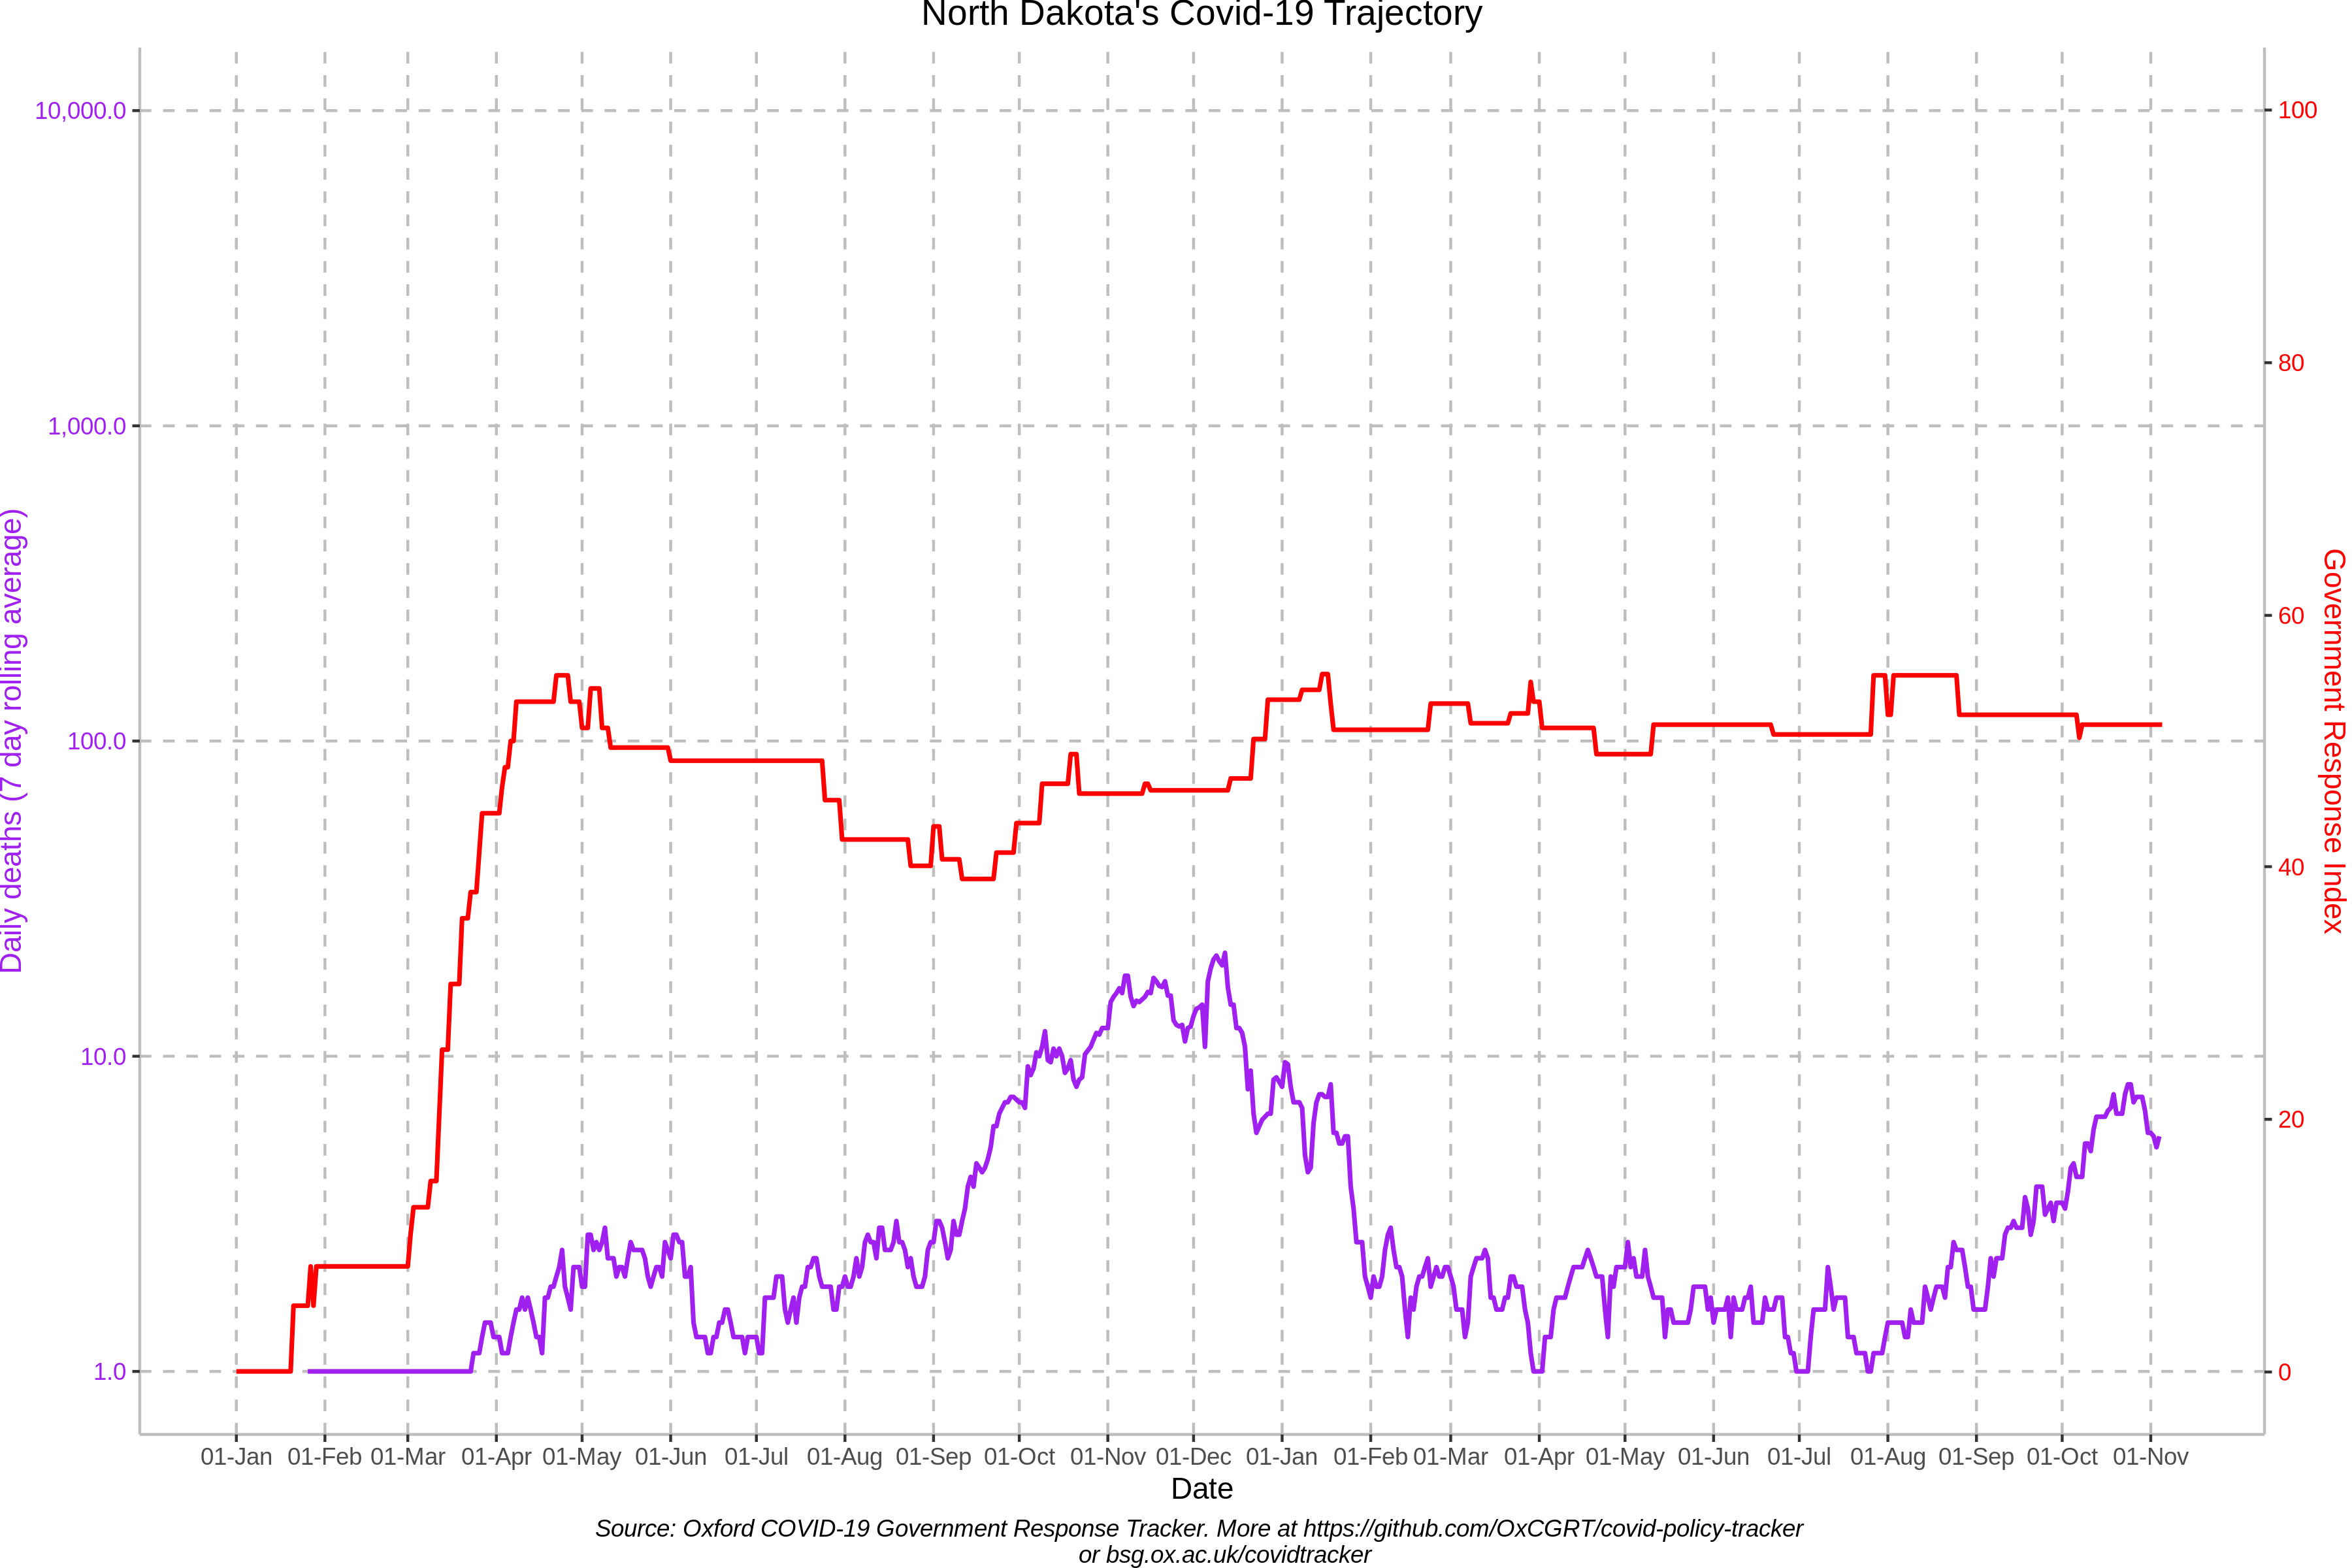 North Dakota's Covid-19 Trajectory
10,000.0
1,000.0
100.0
10.0
1.0
Daily deaths (7 day rolling average)
100
80
60
40
20
0
Government Response Index
01-Jan 01-Feb 01-Mar 01-Apr 01-May 01-Jun 01-Jul 01-Aug 01-Sep 01-Oct 01-Nov 01-Dec 01-Jan 01-Feb 01-Mar 01-Apr 01-May 01-Jun 01-Jul 01-Aug 01-Sep 01-Oct 01-Nov
Date
Source: Oxford COVID-19 Government Response Tracker. More at https://github.com/OxCGRT/covid-policy-tracker
or bsg.ox.ac.uk/covidtracker